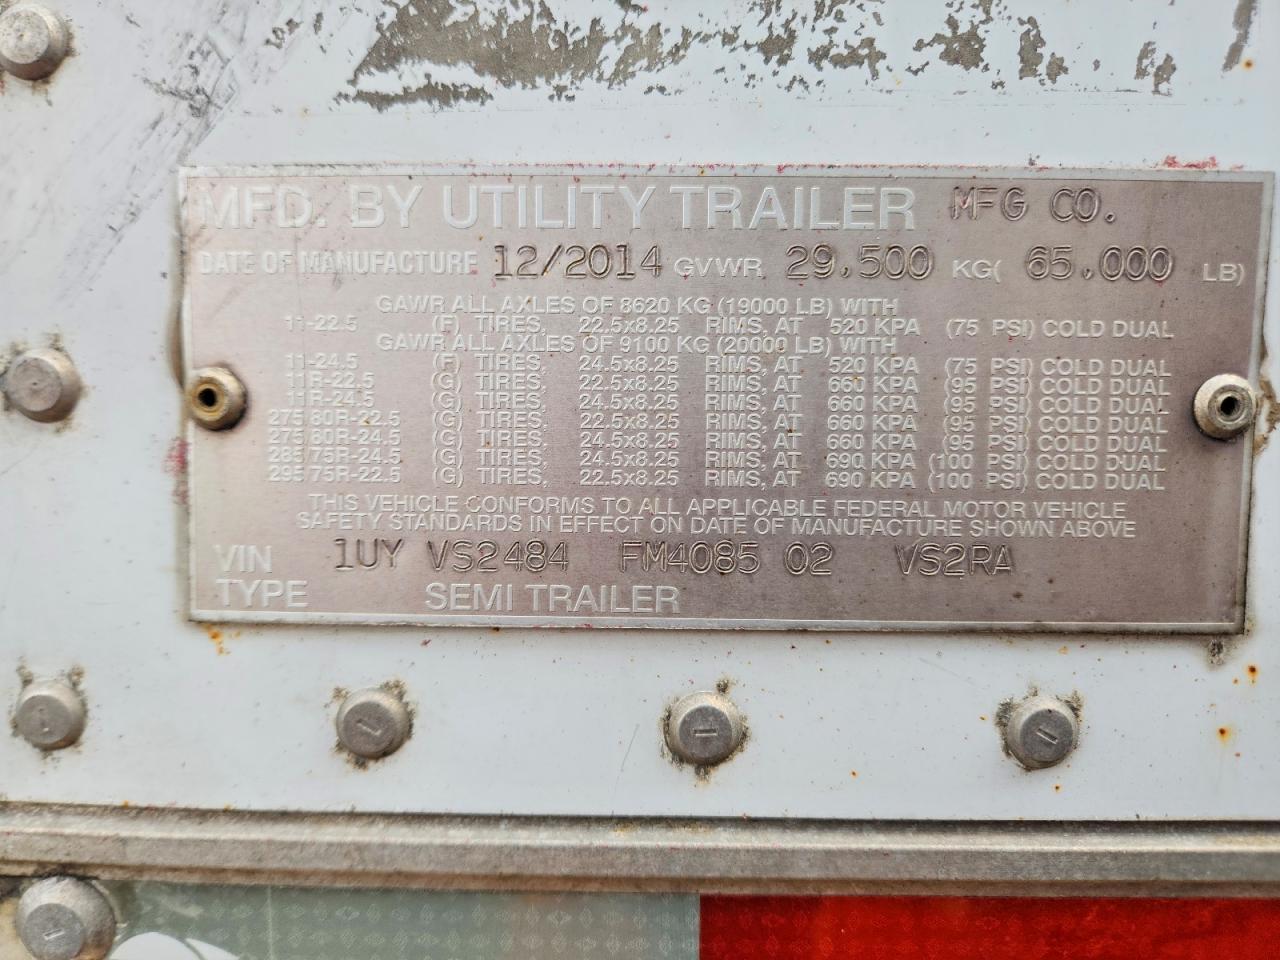 MFD. BY UTILITY TRAILER MFG CO.
DATE OF MANUFACTURE 12/2014 GVWR 29,500 KG( 65,000 LB)
GAWR ALL AXLES OF 8620 KG (19000 LB) WITH
11-22.5 (F) TIRES, 22.5x8.25 RIMS, AT 520 KPA (75 PSI) COLD DUAL
GAWR ALL AXLES OF 9100 KG (20000 LB) WITH
11-24.5 (F) TIRES, 24.5x8.25 RIMS, AT 520 KPA (75 PSI) COLD DUAL
11R-22.5 (G) TIRES, 22.5x8.25 RIMS, AT 660 KPA (95 PSI) COLD DUAL
11R-24.5 (G) TIRES, 24.5x8.25 RIMS, AT 660 KPA (95 PSI) COLD DUAL
275/80R-22.5 (G) TIRES, 22.5x8.25 RIMS, AT 660 KPA (95 PSI) COLD DUAL
275/80R-24.5 (G) TIRES, 24.5x8.25 RIMS, AT 660 KPA (95 PSI) COLD DUAL
285/75R-24.5 (G) TIRES, 24.5x8.25 RIMS, AT 690 KPA (100 PSI) COLD DUAL
295/75R-22.5 (G) TIRES, 22.5x8.25 RIMS, AT 690 KPA (100 PSI) COLD DUAL
THIS VEHICLE CONFORMS TO ALL APPLICABLE FEDERAL MOTOR VEHICLE
SAFETY STANDARDS IN EFFECT ON DATE OF MANUFACTURE SHOWN ABOVE
VIN 1UY VS2484 FM4085 02 VS2RA
TYPE SEMI TRAILER